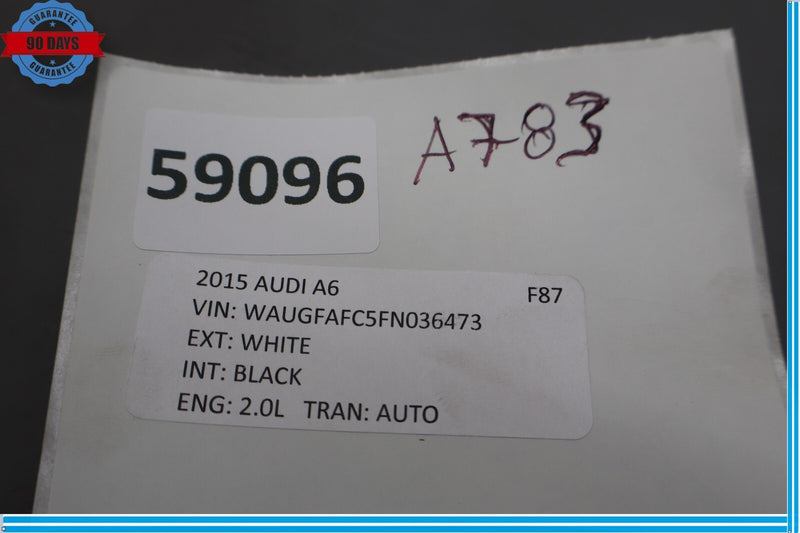 GUARANTEE
90 DAYS
GUARANTEE
A783
59096
2015 AUDI A6
F87
VIN: WAUGFAFC5FN036473
EXT: WHITE
INT: BLACK
ENG: 2.0L TRAN: AUTO